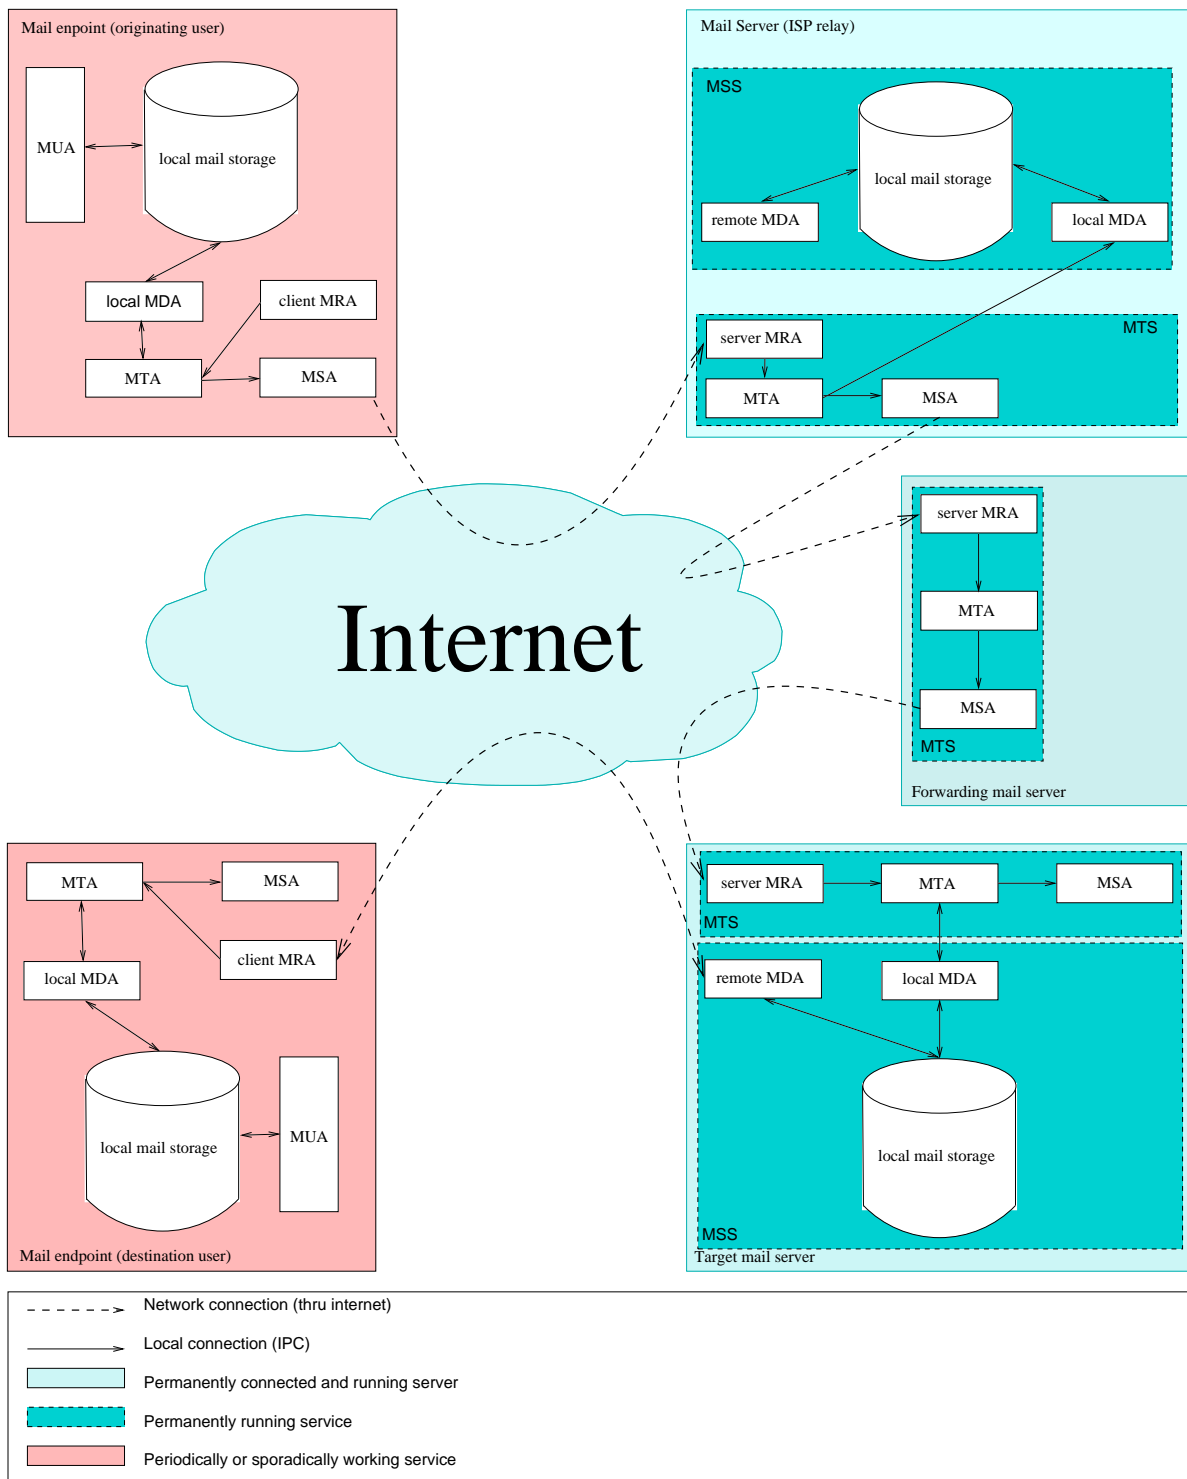 Mail enpoint (originating user)
MUA
local mail storage
local MDA
client MRA
MTA
MSA
Mail Server (ISP relay)
MSS
local mail storage
remote MDA
local MDA
MTS
server MRA
MTA
MSA
Internet
server MRA
MTA
MSA
MTS
Forwarding mail server
MTA
MSA
client MRA
local MDA
local mail storage
MUA
Mail endpoint (destination user)
server MRA
MTA
MSA
MTS
remote MDA
local MDA
local mail storage
MSS
Target mail server
Network connection (thru internet)
Local connection (IPC)
Permanently connected and running server
Permanently running service
Periodically or sporadically working service